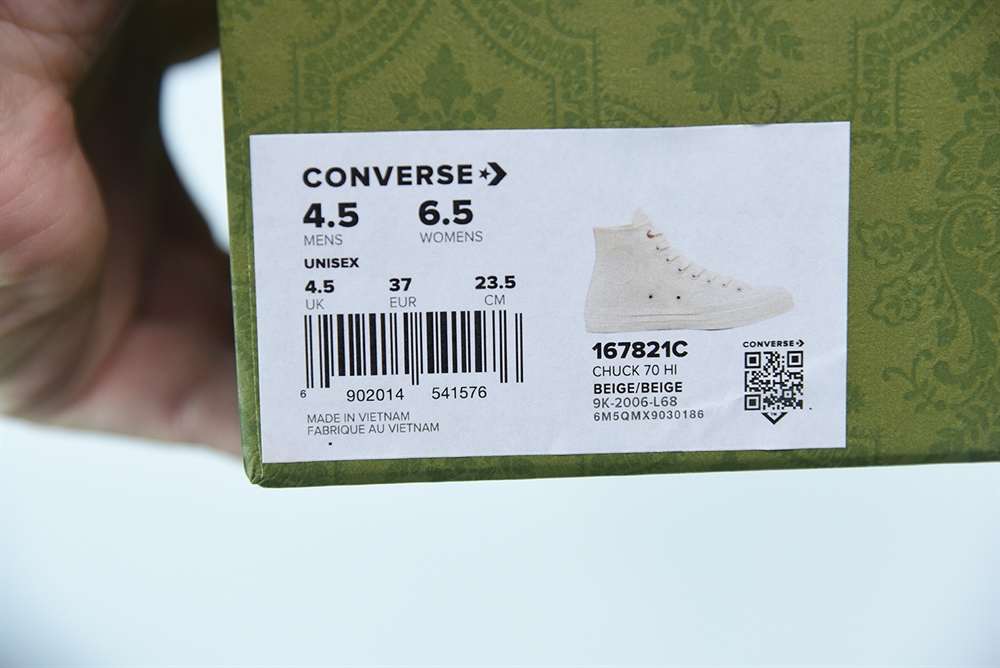 CONVERSE
4.5 6.5
MENS WOMENS
UNISEX
4.5 37 23.5
UK EUR CM
6 902014 541576
MADE IN VIETNAM
FABRIQUE AU VIETNAM
167821C
CHUCK 70 HI
BEIGE/BEIGE
9K-2006-L68
6M5QMX9030186
CONVERSE